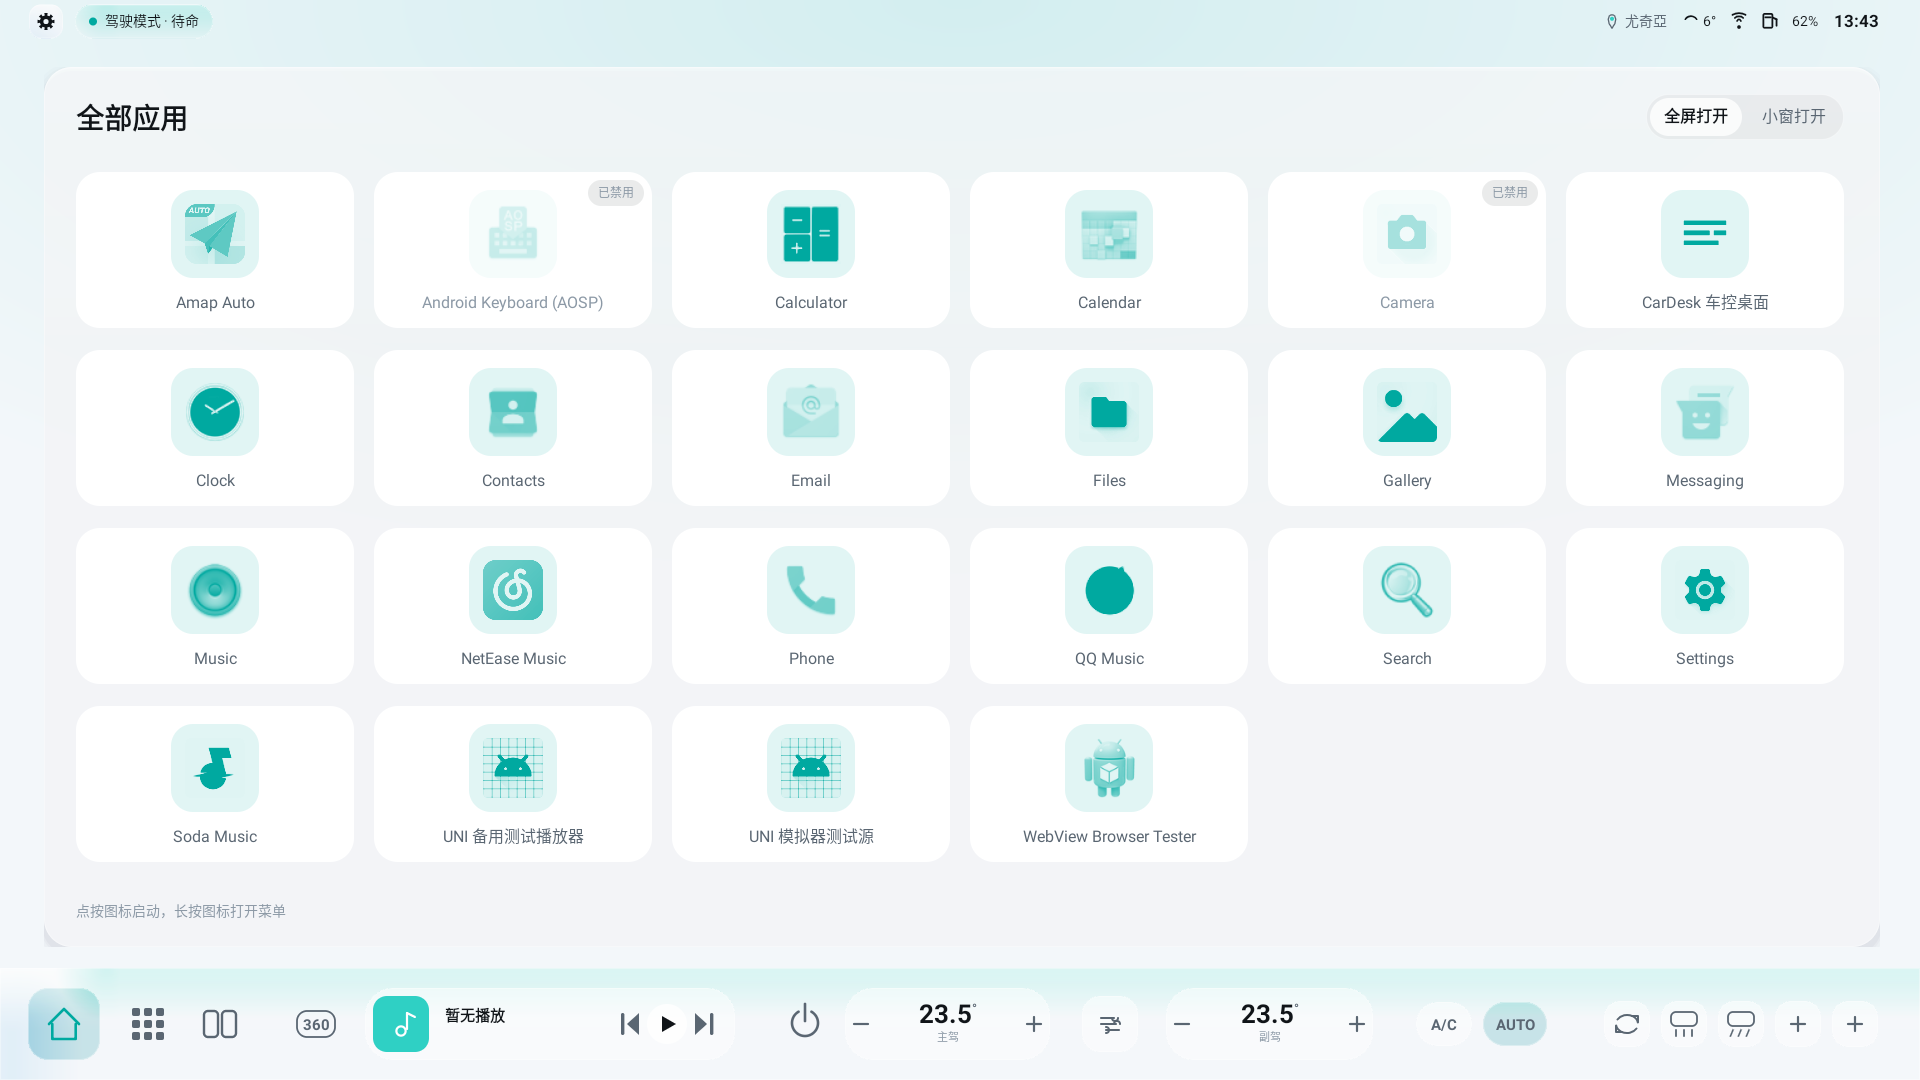 驾驶模式 · 待命
尤奇亞 6° 62% 13:43
全部应用
全屏打开 小窗打开
AUTO
Amap Auto
已禁用
AO
SP
Android Keyboard (AOSP)
Calculator
Calendar
已禁用
Camera
CarDesk 车控桌面
Clock
Contacts
@
Email
Files
Gallery
Messaging
Music
NetEase Music
Phone
QQ Music
Search
Settings
Soda Music
UNI 备用测试播放器
UNI 模拟器测试源
WebView Browser Tester
点按图标启动，长按图标打开菜单
360
暂无播放
23.5°
主驾
23.5°
副驾
A/C
AUTO